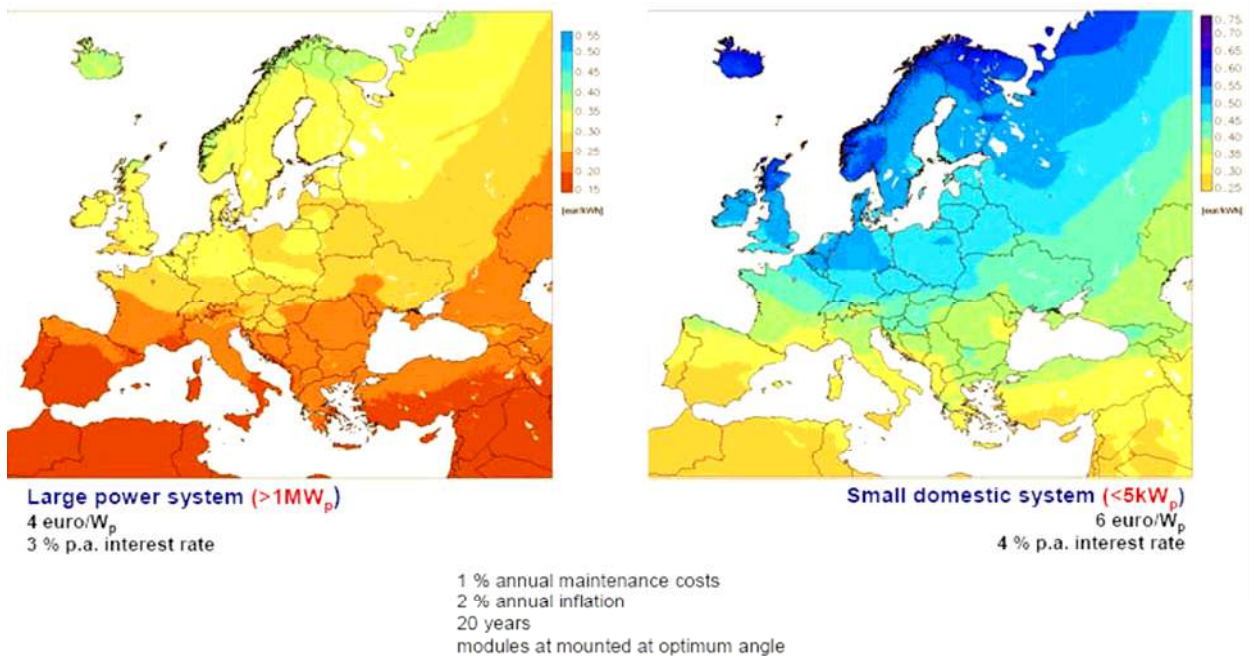 0.55
0.50
0.45
0.40
0.35
0.30
0.25
0.20
0.15
[eur/kWh]
0.75
0.70
0.65
0.60
0.55
0.50
0.45
0.40
0.35
0.30
0.25
[eur/kWh]
Large power system (>1MWp)
4 euro/Wp
3 % p.a. interest rate
Small domestic system (<5kWp)
6 euro/Wp
4 % p.a. interest rate
1 % annual maintenance costs
2 % annual inflation
20 years
modules at mounted at optimum angle